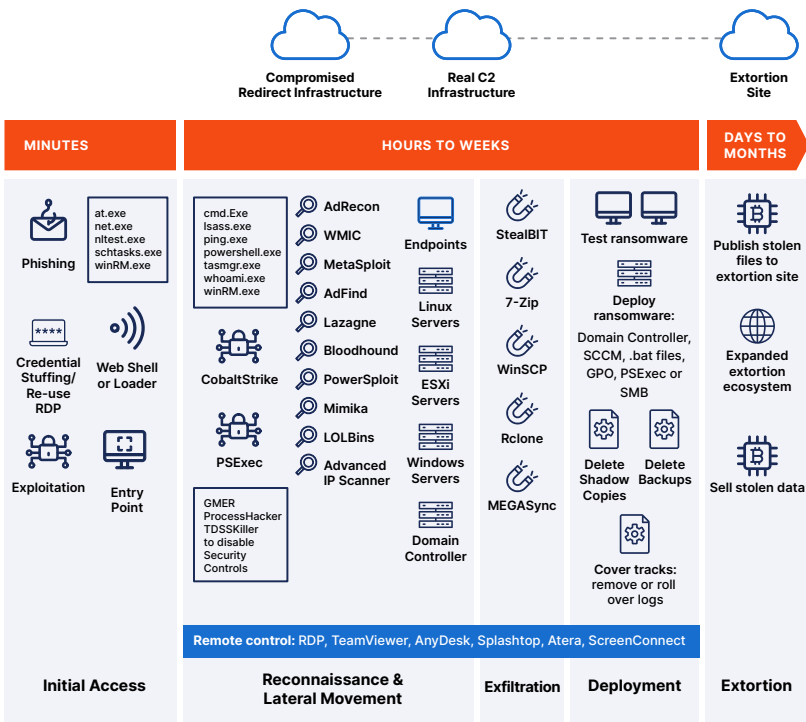 Compromised
Redirect Infrastructure
Real C2
Infrastructure
Extortion
Site
MINUTES
HOURS TO WEEKS
DAYS TO
MONTHS
Phishing
at.exe
net.exe
nltest.exe
schtasks.exe
winRM.exe
****
Credential
Stuffing/
Re-use
RDP
Web Shell
or Loader
Exploitation
Entry
Point
cmd.Exe
lsass.exe
ping.exe
powershell.exe
tasmgr.exe
whoami.exe
winRM.exe
CobaltStrike
PSExec
GMER
ProcessHacker
TDSSKiller
to disable
Security
Controls
AdRecon
WMIC
MetaSploit
AdFind
Lazagne
Bloodhound
PowerSploit
Mimika
LOLBins
Advanced
IP Scanner
Endpoints
Linux
Servers
ESXi
Servers
Windows
Servers
Domain
Controller
StealBIT
7-Zip
WinSCP
Rclone
MEGASync
Test ransomware
Deploy
ransomware:
Domain Controller,
SCCM, .bat files,
GPO, PSExec or
SMB
Delete
Shadow
Copies
Delete
Backups
Cover tracks:
remove or roll
over logs
Publish stolen
files to
extortion site
Expanded
extortion
ecosystem
Sell stolen data
Remote control: RDP, TeamViewer, AnyDesk, Splashtop, Atera, ScreenConnect
Initial Access
Reconnaissance &
Lateral Movement
Exfiltration
Deployment
Extortion